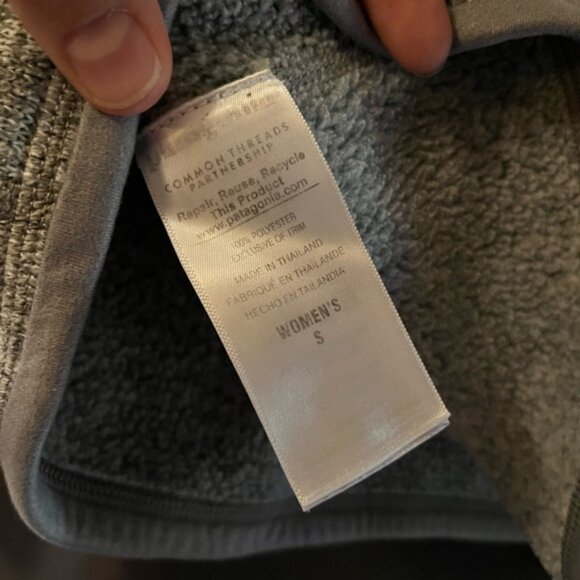 COMMON THREADS
PARTNERSHIP
Repair, Reuse, Recycle
This Product
www.patagonia.com
100% POLYESTER
EXCLUSIVE OF TRIM
MADE IN THAILAND
FABRIQUÉ EN THAILANDE
HECHO EN TAILANDIA
WOMEN'S
S